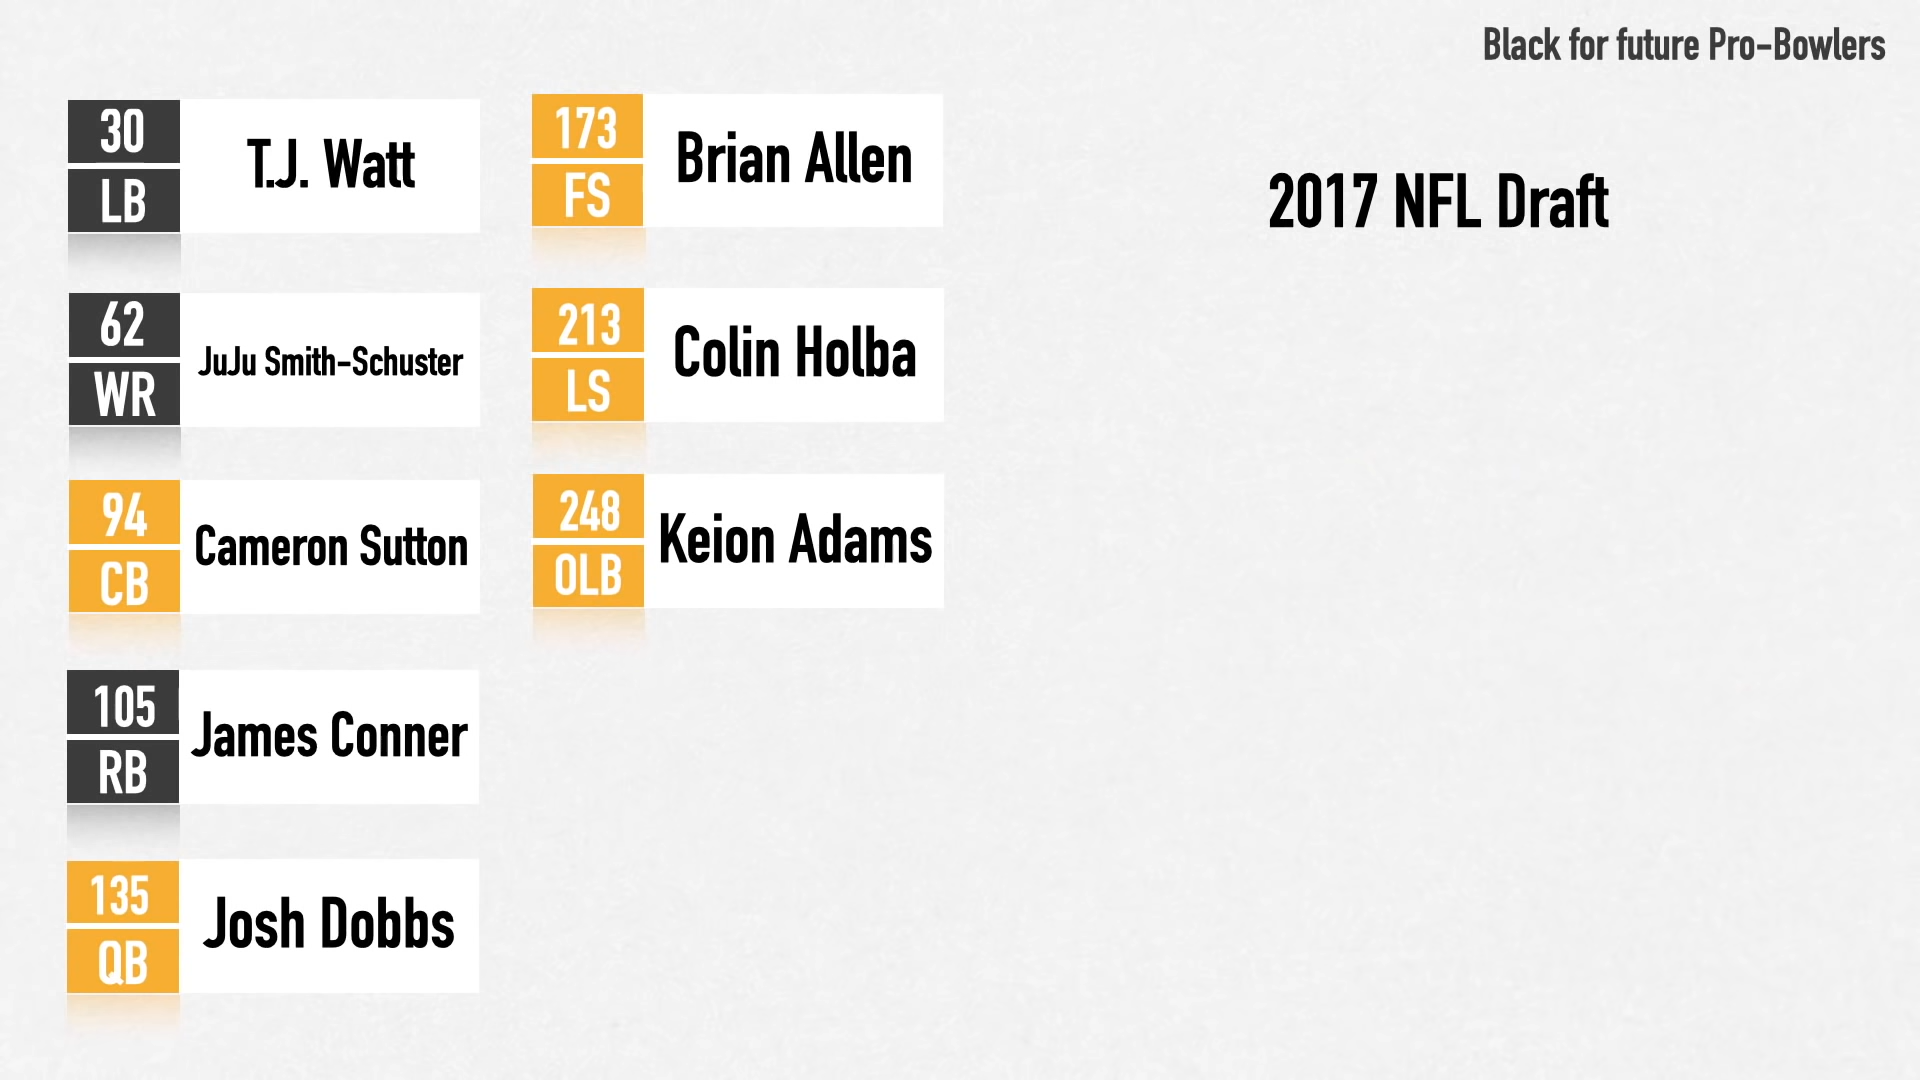 Black for future Pro-Bowlers
2017 NFL Draft
30
LB
T.J. Watt
62
WR
JuJu Smith-Schuster
94
CB
Cameron Sutton
105
RB
James Conner
135
QB
Josh Dobbs
173
FS
Brian Allen
213
LS
Colin Holba
248
OLB
Keion Adams